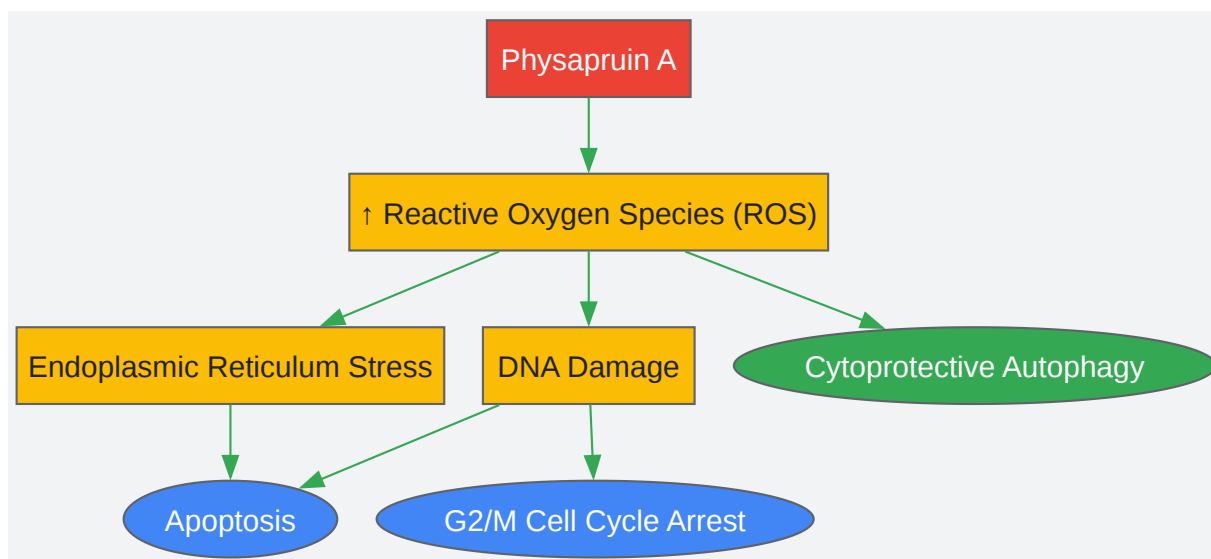 Physapruin A
↑ Reactive Oxygen Species (ROS)
Endoplasmic Reticulum Stress
DNA Damage
Cytoprotective Autophagy
Apoptosis
G2/M Cell Cycle Arrest